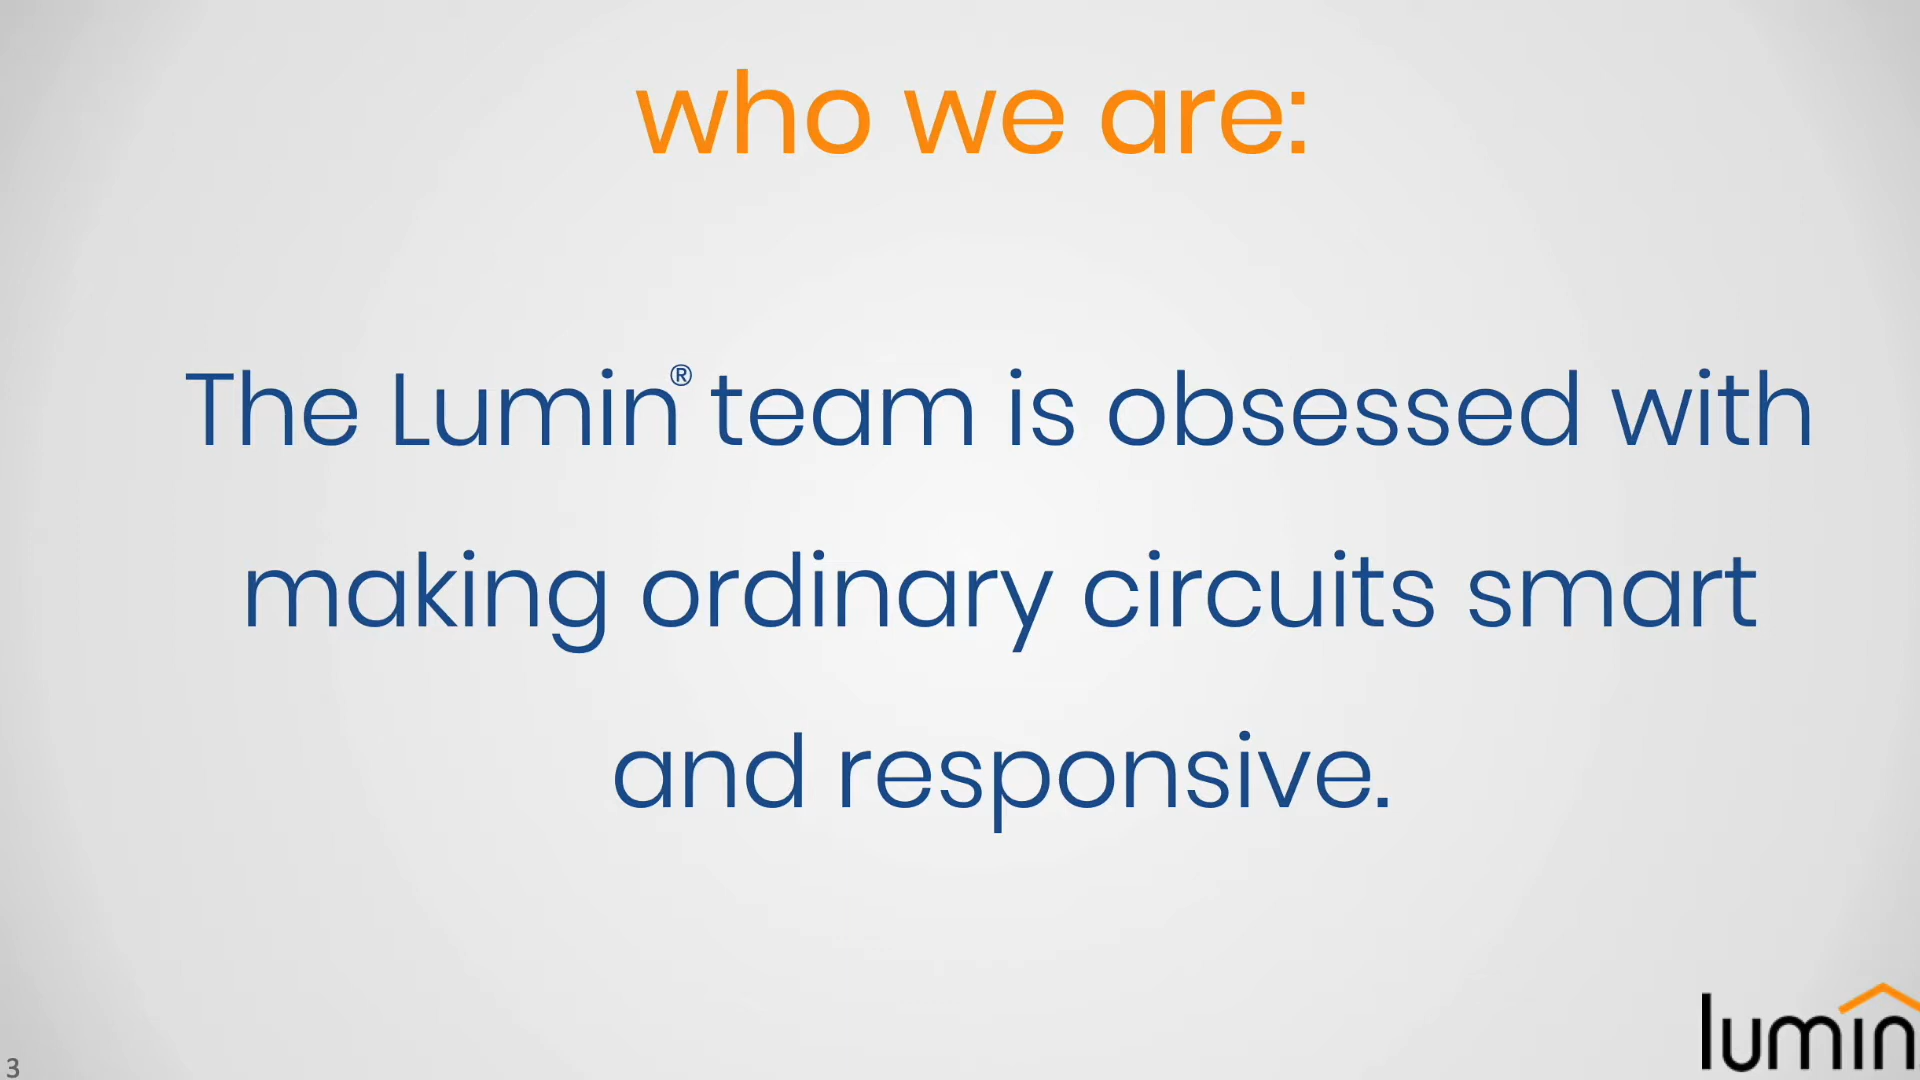 who we are:
The Lumin® team is obsessed with
making ordinary circuits smart
and responsive.
lumin
3